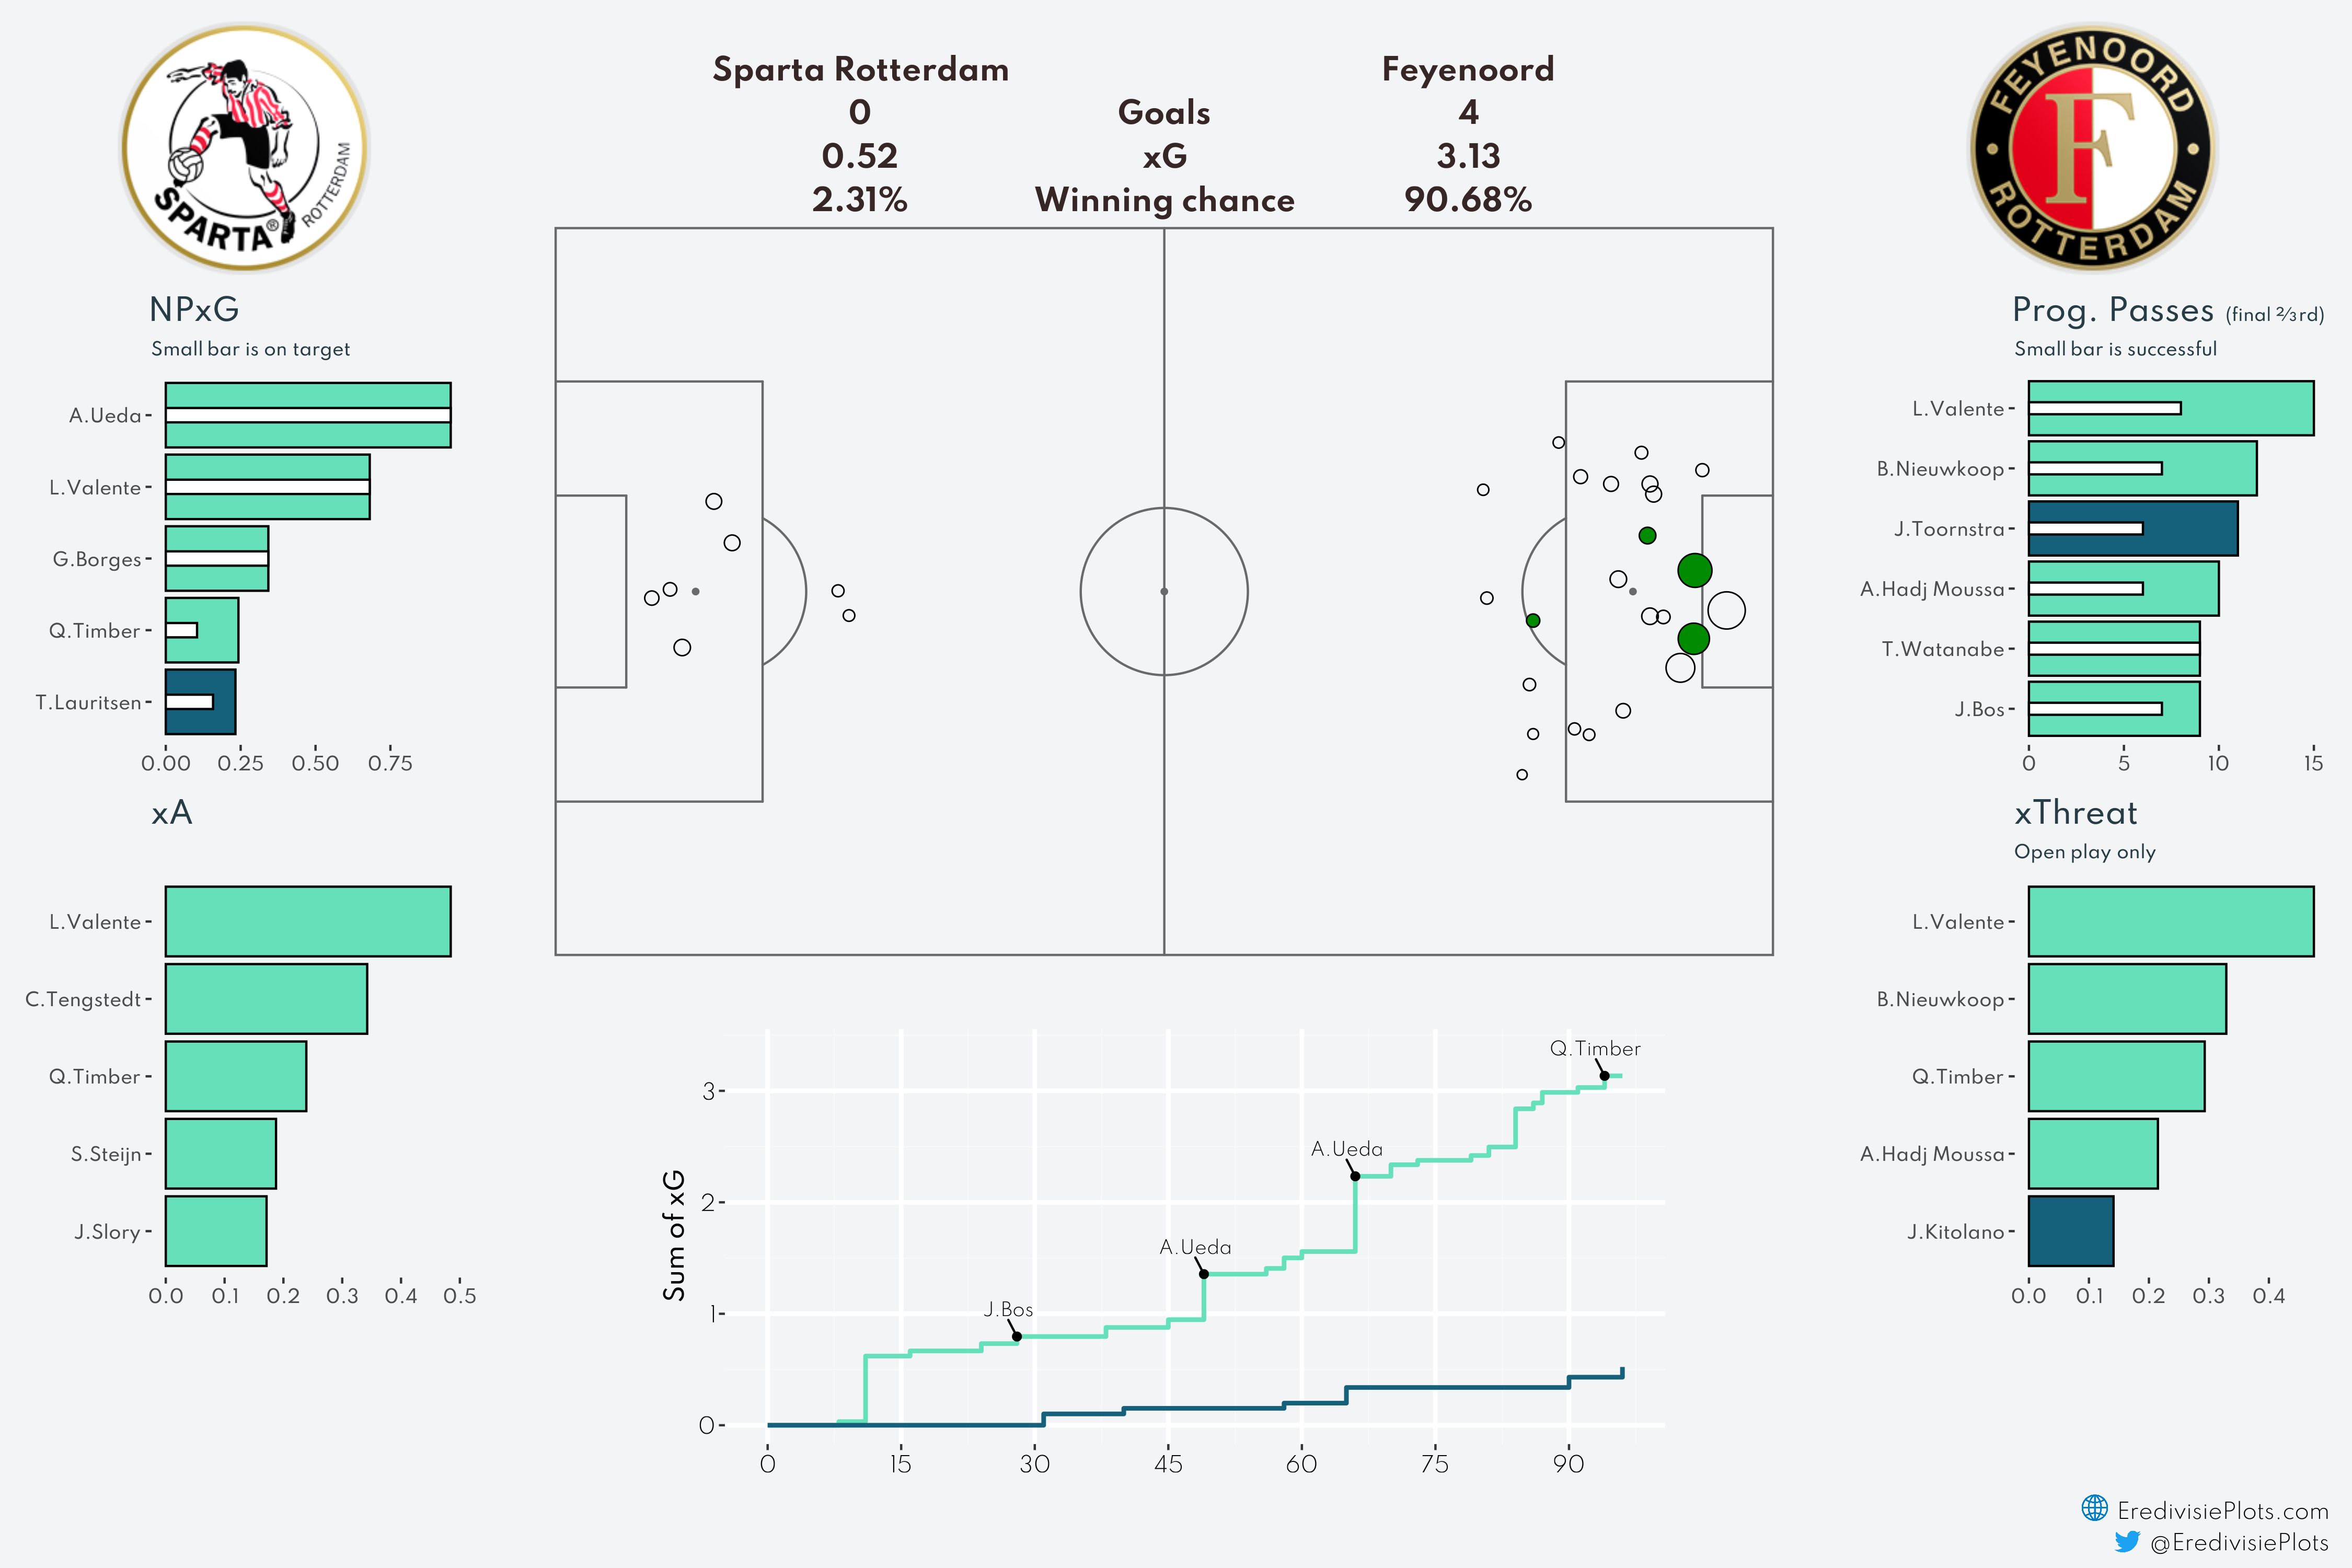 SPARTA®
ROTTERDAM
Sparta Rotterdam Feyenoord
0 Goals 4
0.52 xG 3.13
2.31% Winning chance 90.68%
FEYENOORD
F
ROTTERDAM
NPxG
Small bar is on target
A.Ueda
L.Valente
G.Borges
Q.Timber
T.Lauritsen
0.00 0.25 0.50 0.75
xA
L.Valente
C.Tengstedt
Q.Timber
S.Steijn
J.Slory
0.0 0.1 0.2 0.3 0.4 0.5
Sum of xG
3
2
1
0
J.Bos
A.Ueda
A.Ueda
Q.Timber
0 15 30 45 60 75 90
Prog. Passes (final ⅔rd)
Small bar is successful
L.Valente
B.Nieuwkoop
J.Toornstra
A.Hadj Moussa
T.Watanabe
J.Bos
0 5 10 15
xThreat
Open play only
L.Valente
B.Nieuwkoop
Q.Timber
A.Hadj Moussa
J.Kitolano
0.0 0.1 0.2 0.3 0.4
EredivisiePlots.com
@EredivisiePlots